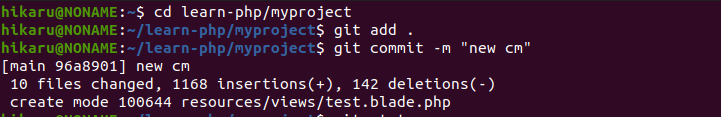 hikaru@NONAME:~$ cd learn-php/myproject
hikaru@NONAME:~/learn-php/myproject$ git add .
hikaru@NONAME:~/learn-php/myproject$ git commit -m "new cm"
[main 96a8901] new cm
 10 files changed, 1168 insertions(+), 142 deletions(-)
 create mode 100644 resources/views/test.blade.php